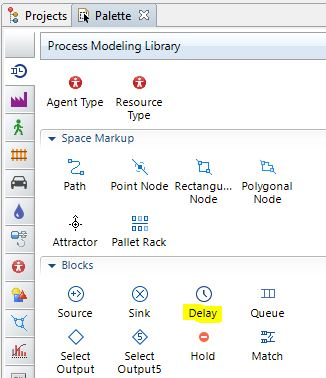 Projects Palette
Process Modeling Library
Agent Type Resource Type
Space Markup
Path Point Node Rectangu... Node Polygonal Node
Attractor Pallet Rack
Blocks
Source Sink Delay Queue
Select Output Select Output5 Hold Match